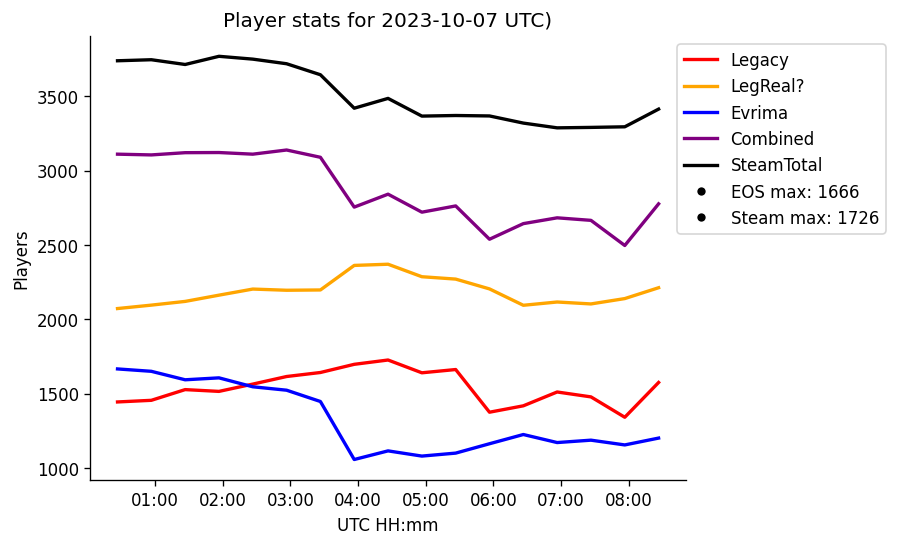 Player stats for 2023-10-07 UTC)
Legacy
LegReal?
Evrima
Combined
SteamTotal
EOS max: 1666
Steam max: 1726
Players
3500
3000
2500
2000
1500
1000
01:00 02:00 03:00 04:00 05:00 06:00 07:00 08:00
UTC HH:mm